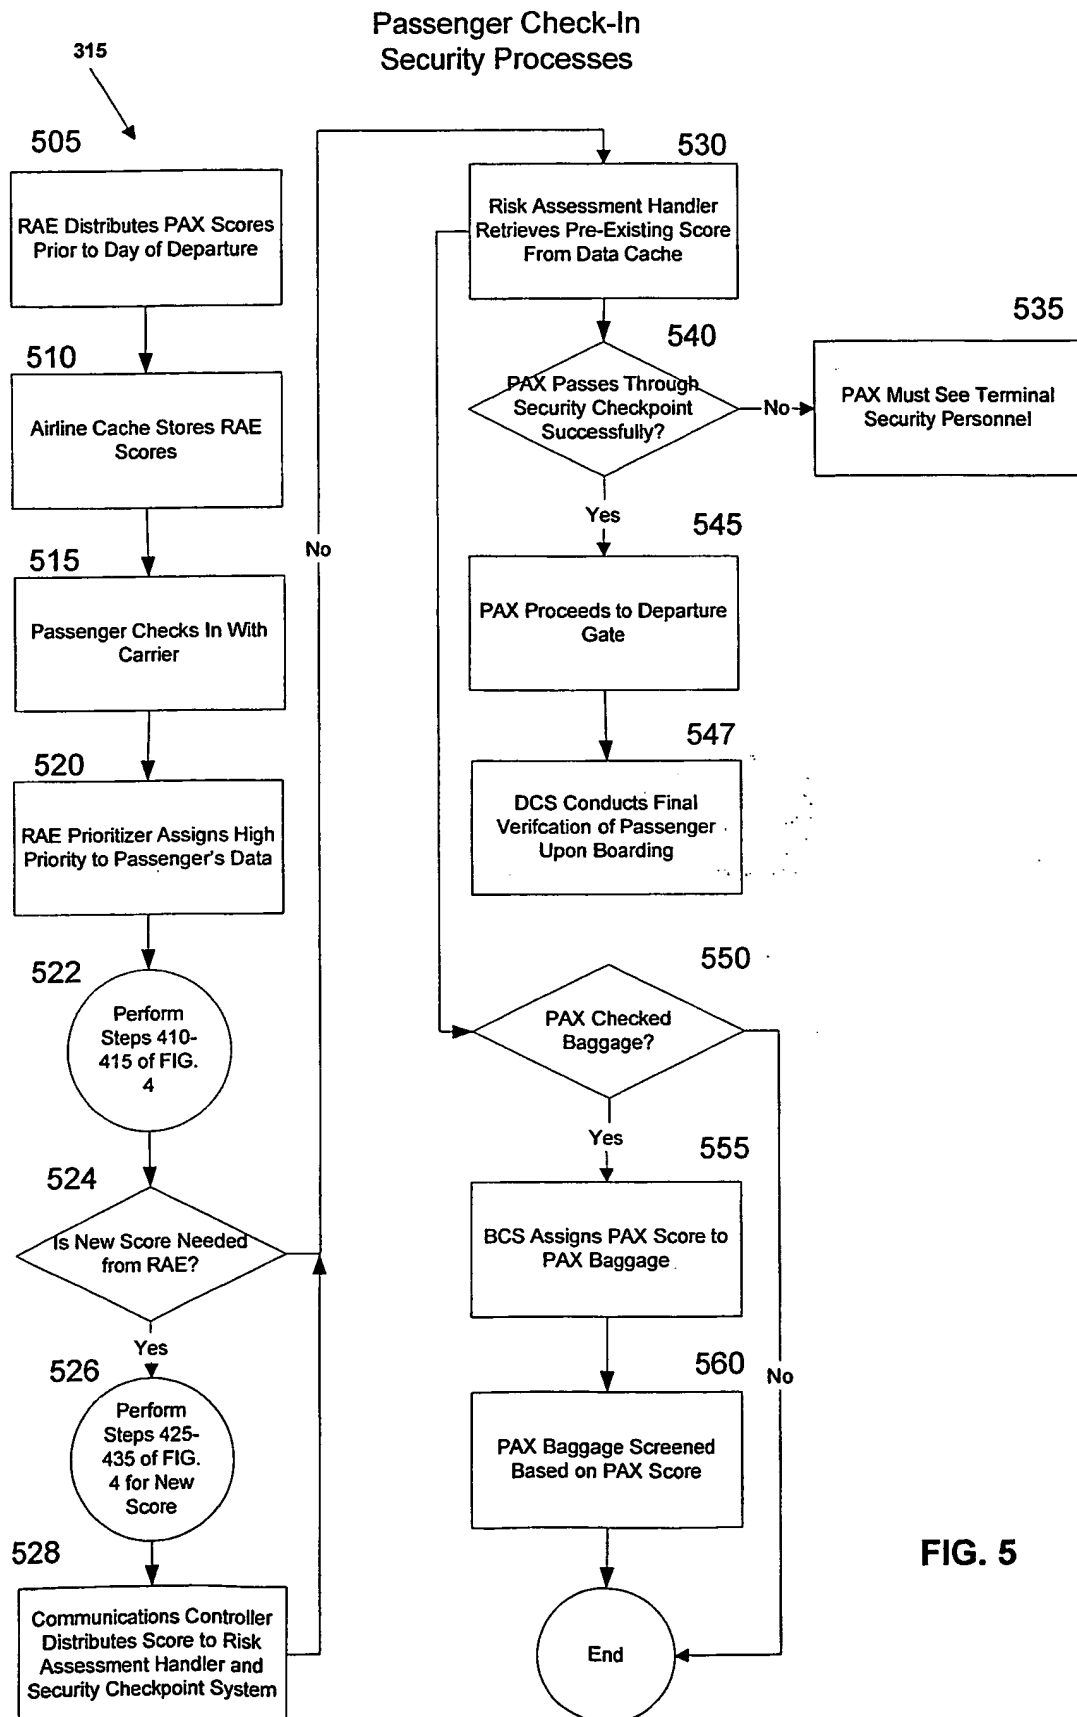 Passenger Check-In
Security Processes
315
505
RAE Distributes PAX Scores
Prior to Day of Departure
510
Airline Cache Stores RAE
Scores
515
Passenger Checks In With
Carrier
520
RAE Prioritizer Assigns High
Priority to Passenger's Data
522
Perform
Steps 410-
415 of FIG.
4
524
Is New Score Needed
from RAE?
Yes
No
526
Perform
Steps 425-
435 of FIG.
4 for New
Score
528
Communications Controller
Distributes Score to Risk
Assessment Handler and
Security Checkpoint System
530
Risk Assessment Handler
Retrieves Pre-Existing Score
From Data Cache
540
PAX Passes Through
Security Checkpoint
Successfully?
No
535
PAX Must See Terminal
Security Personnel
Yes
545
PAX Proceeds to Departure
Gate
547
DCS Conducts Final
Verifcation of Passenger
Upon Boarding
550
PAX Checked
Baggage?
Yes
No
555
BCS Assigns PAX Score to
PAX Baggage
560
PAX Baggage Screened
Based on PAX Score
End
FIG. 5